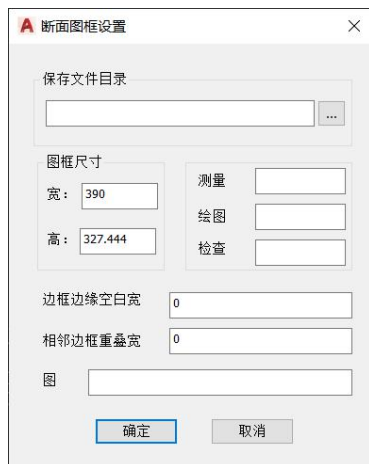 断面图框设置
保存文件目录
...
图框尺寸
宽： 390
高： 327.444
测量
绘图
检查
边框边缘空白宽 0
相邻边框重叠宽 0
图
确定 取消